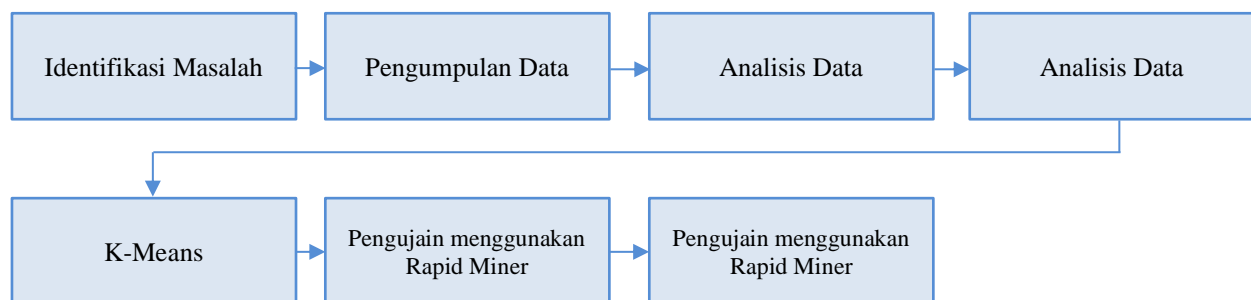 Identifikasi Masalah
Pengumpulan Data
Analisis Data
Analisis Data
K-Means
Pengujain menggunakan
Rapid Miner
Pengujain menggunakan
Rapid Miner